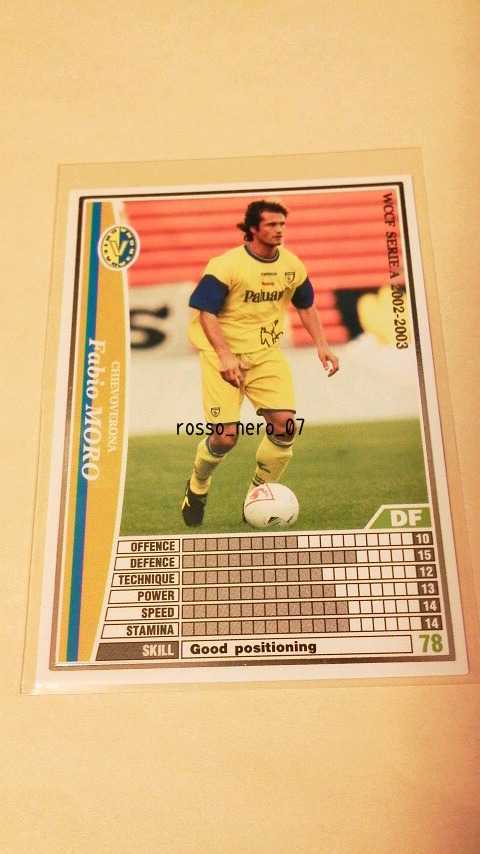 WCCF SERIE A 2002-2003
CHIEVOVERONA
Fabio MORO
Paluani
rosso_nero_07
DF
OFFENCE 10
DEFENCE 15
TECHNIQUE 12
POWER 13
SPEED 14
STAMINA 14
SKILL Good positioning 78